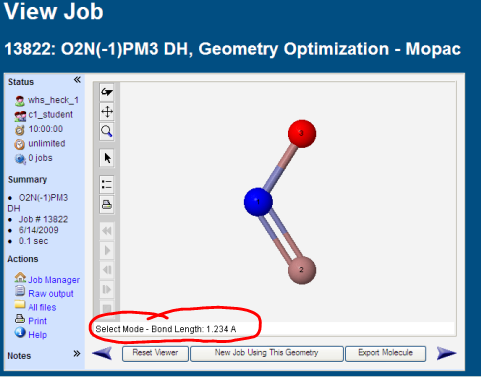 View Job
13822: O2N(-1)PM3 DH, Geometry Optimization - Mopac
Status «
whs_heck_1
c1_student
10:00:00
unlimited
0 jobs
Summary
• O2N(-1)PM3
DH
• Job # 13822
• 6/14/2009
• 0.1 sec
Actions
Job Manager
Raw output
All files
Print
Help
Notes »
2
Select Mode - Bond Length: 1.234 A
Reset Viewer New Job Using This Geometry Export Molecule